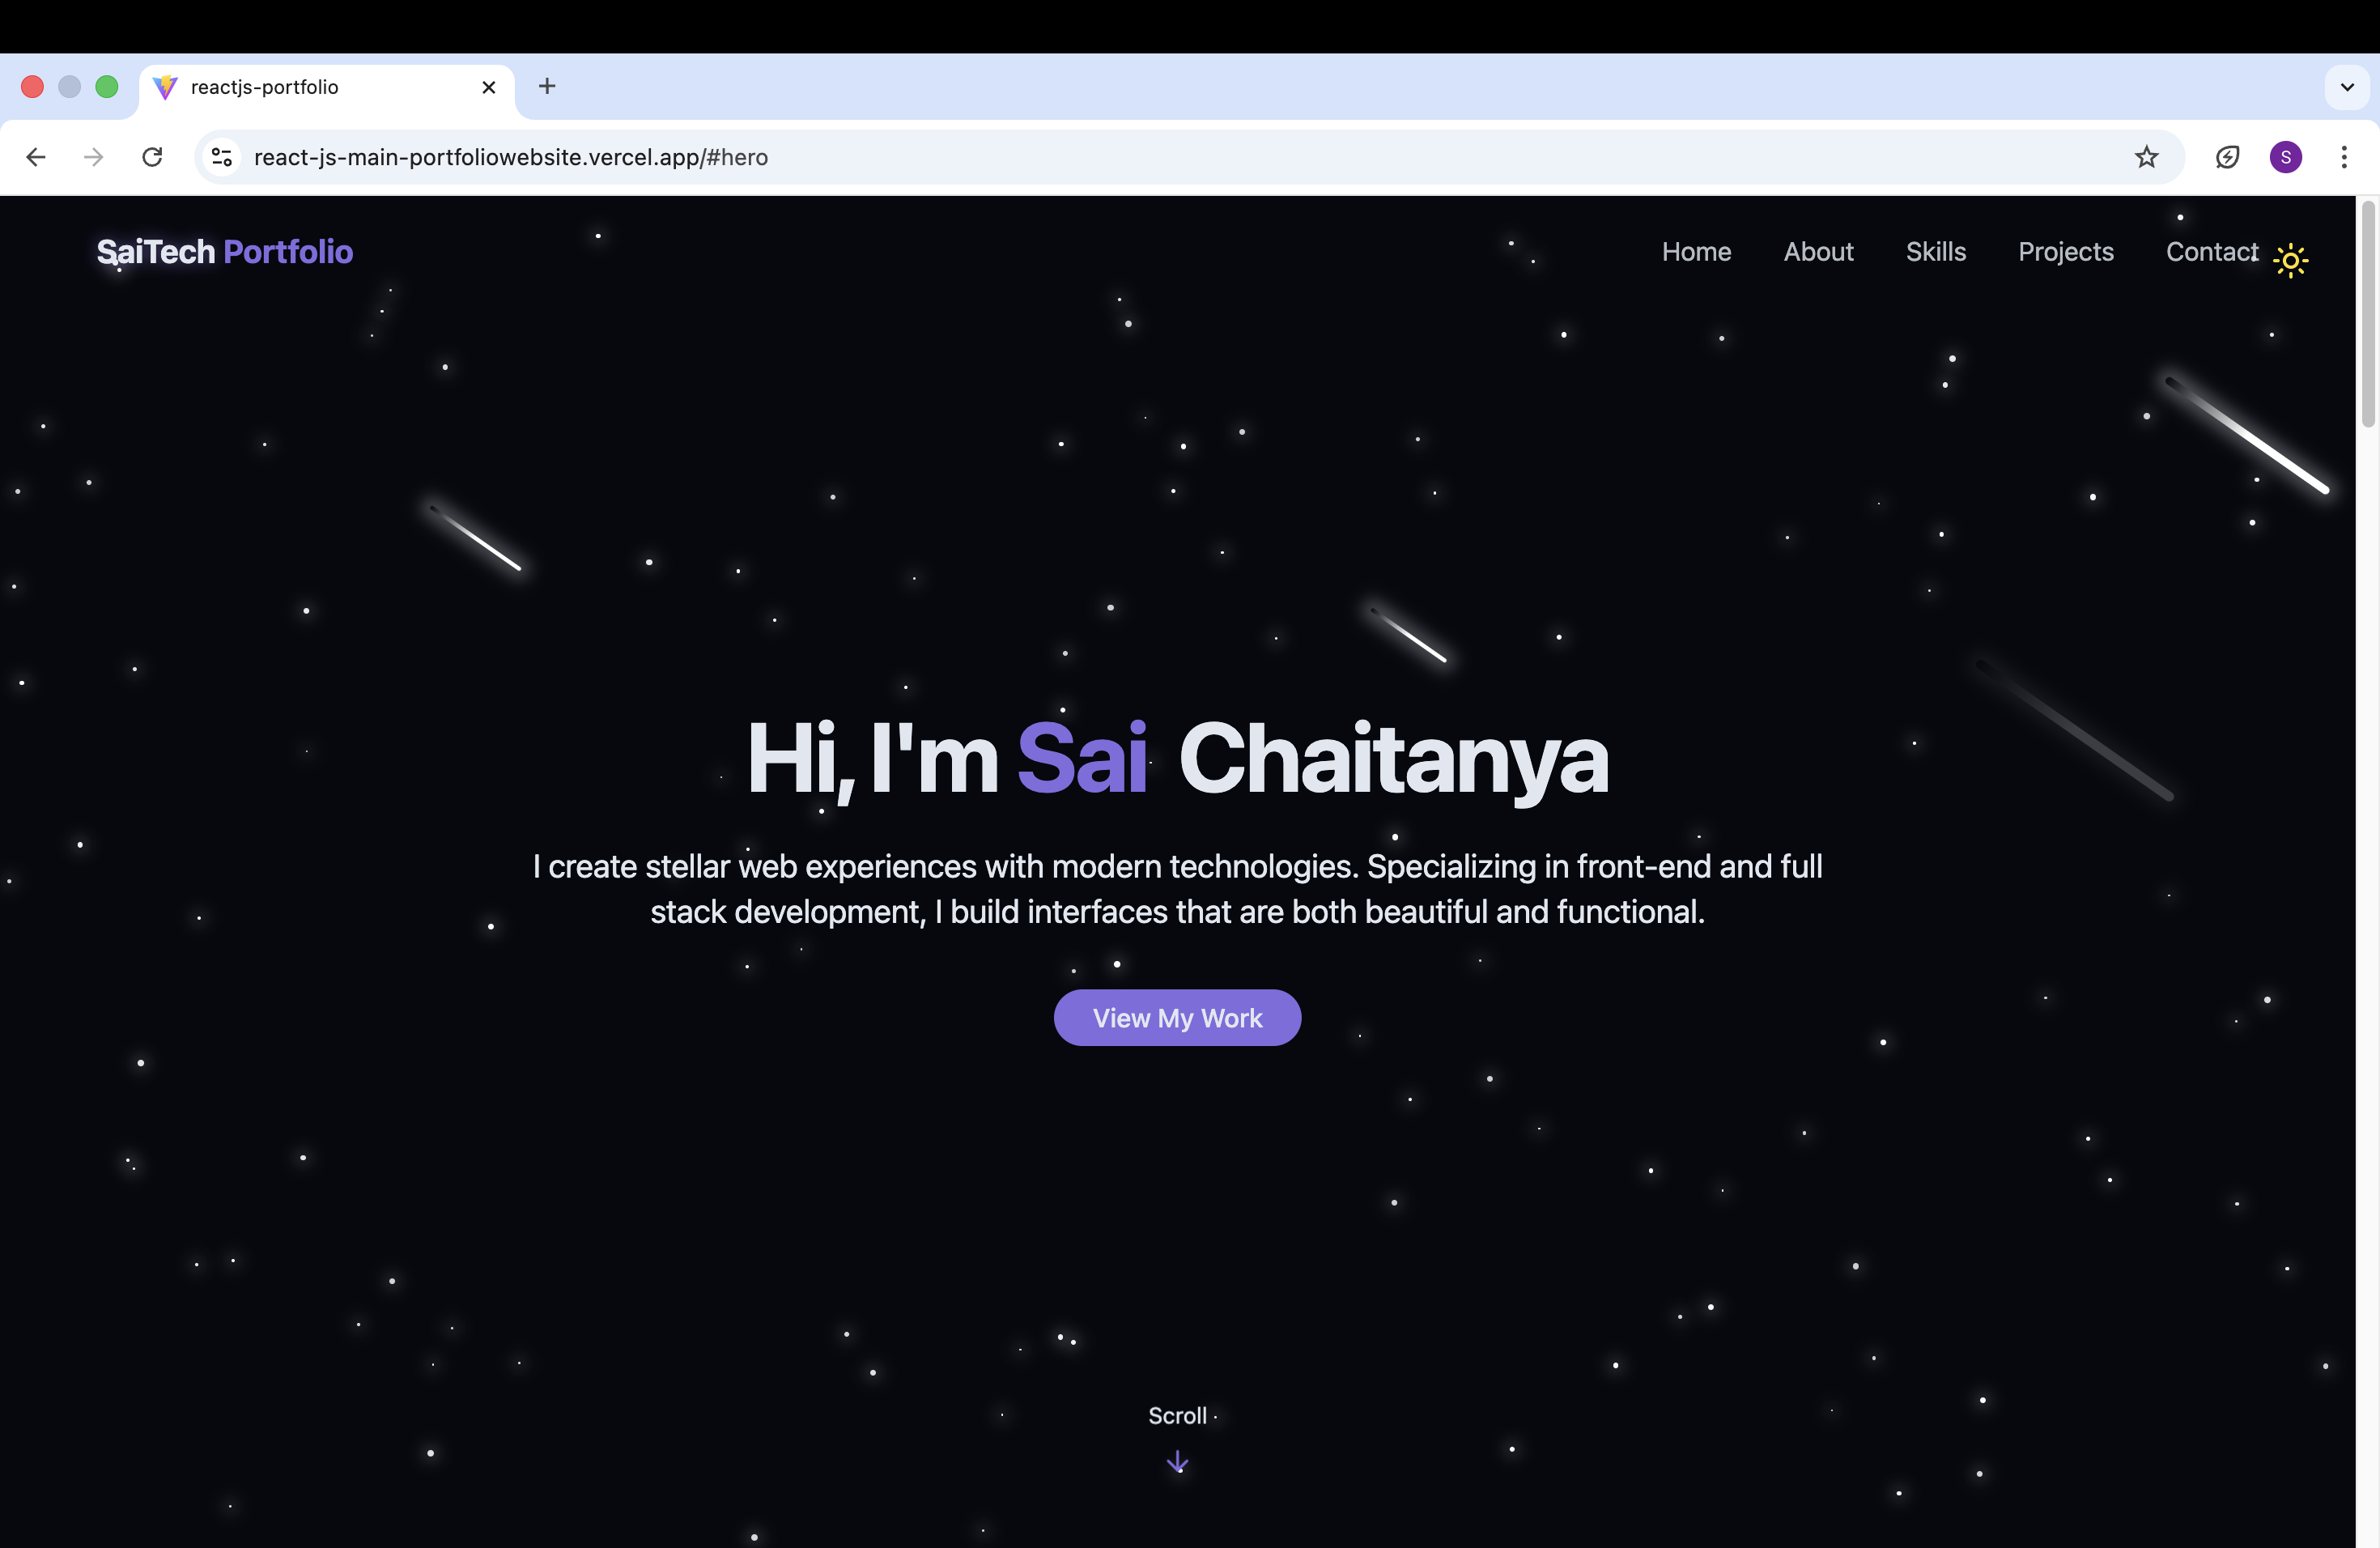 reactjs-portfolio
react-js-main-portfoliowebsite.vercel.app/#hero
S
SaiTech Portfolio
Home About Skills Projects Contact
Hi, I'm Sai Chaitanya
I create stellar web experiences with modern technologies. Specializing in front-end and full
stack development, I build interfaces that are both beautiful and functional.
View My Work
Scroll